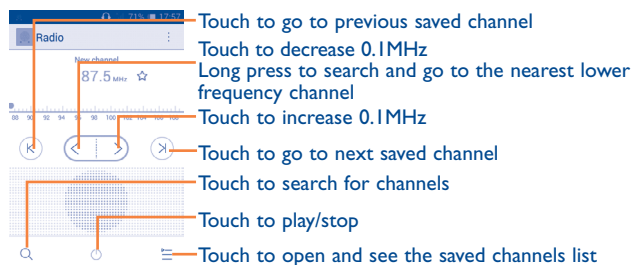 71% 17:57
Touch to go to previous saved channel
Radio
Touch to decrease 0.1MHz
New channel
87.5 MHz
Long press to search and go to the nearest lower
frequency channel
88 90 92 94 96 98 100 102 104 106 108
Touch to increase 0.1MHz
Touch to go to next saved channel
Touch to search for channels
Touch to play/stop
Touch to open and see the saved channels list